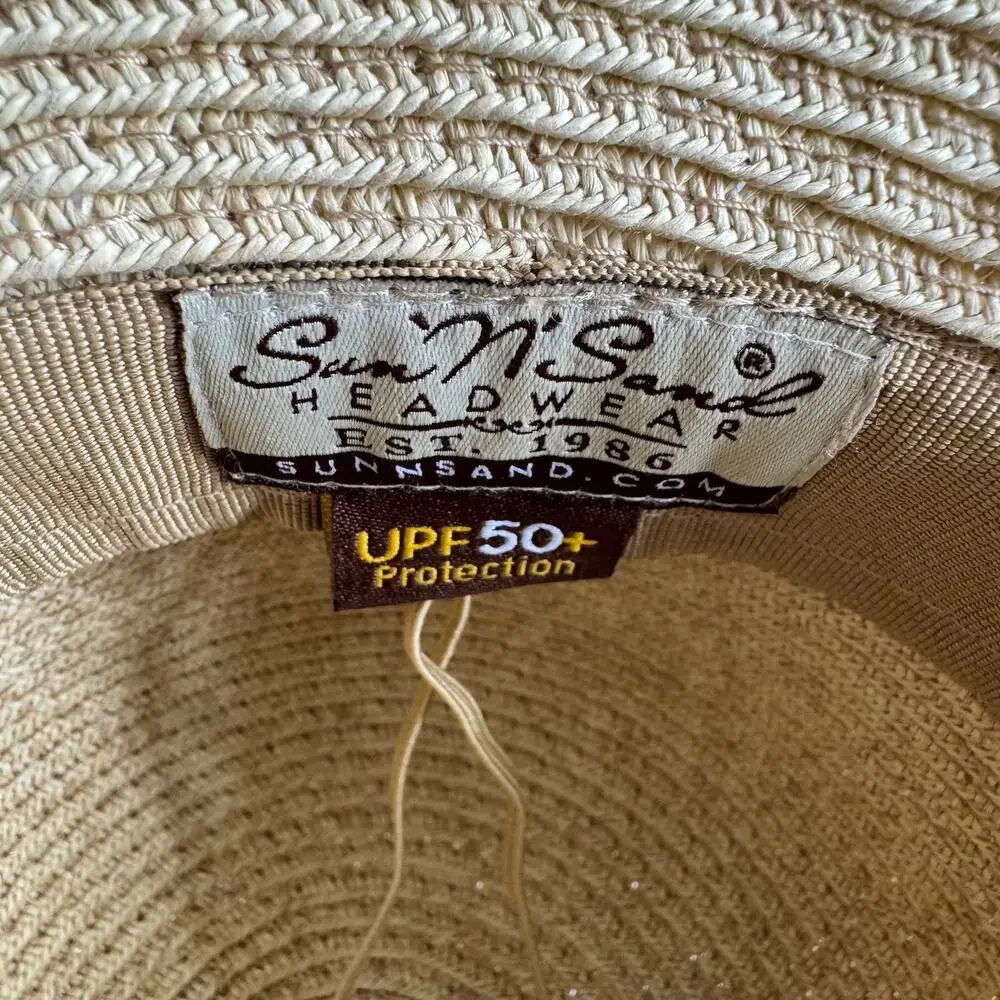 Sun 'N' Sand®
HEADWEAR
EST. 1986
SUNNSAND.COM
UPF 50+
Protection